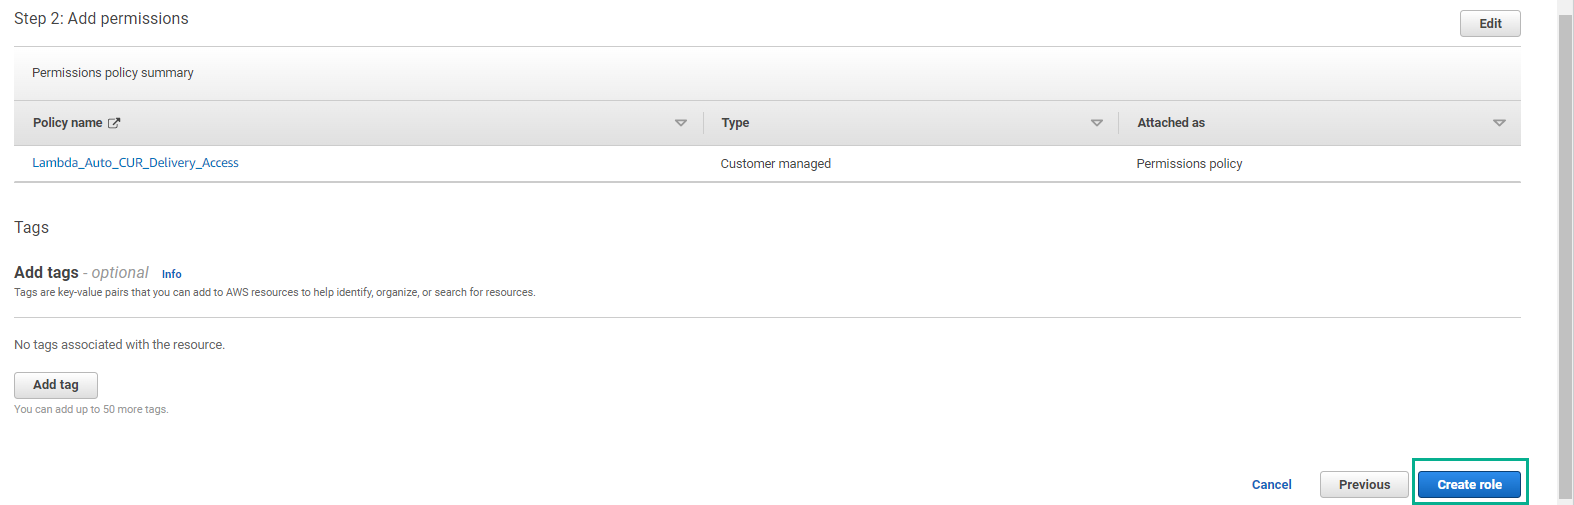 Step 2: Add permissions
Edit
Permissions policy summary
Policy name Type Attached as
Lambda_Auto_CUR_Delivery_Access Customer managed Permissions policy
Tags
Add tags - optional Info
Tags are key-value pairs that you can add to AWS resources to help identify, organize, or search for resources.
No tags associated with the resource.
Add tag
You can add up to 50 more tags.
Cancel Previous Create role